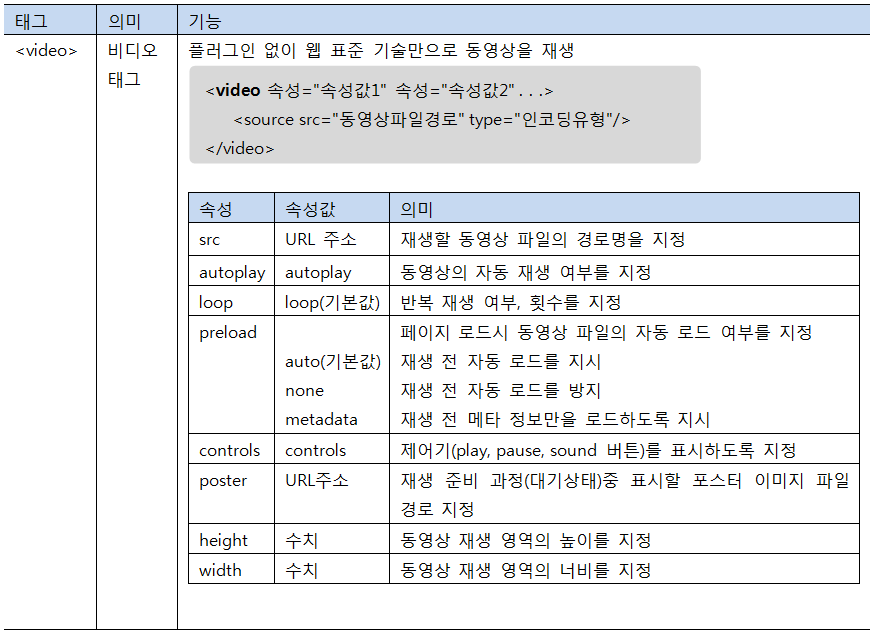 태그 의미 기능
<video> 비디오 태그 플러그인 없이 웹 표준 기술만으로 동영상을 재생
<video 속성="속성값1" 속성="속성값2" . . .>
<source src="동영상파일경로" type="인코딩유형"/>
</video>
속성 속성값 의미
src URL 주소 재생할 동영상 파일의 경로명을 지정
autoplay autoplay 동영상의 자동 재생 여부를 지정
loop loop(기본값) 반복 재생 여부, 횟수를 지정
preload 페이지 로드시 동영상 파일의 자동 로드 여부를 지정
auto(기본값) 재생 전 자동 로드를 지시
none 재생 전 자동 로드를 방지
metadata 재생 전 메타 정보만을 로드하도록 지시
controls controls 제어기(play, pause, sound 버튼)를 표시하도록 지정
poster URL주소 재생 준비 과정(대기상태)중 표시할 포스터 이미지 파일
경로 지정
height 수치 동영상 재생 영역의 높이를 지정
width 수치 동영상 재생 영역의 너비를 지정